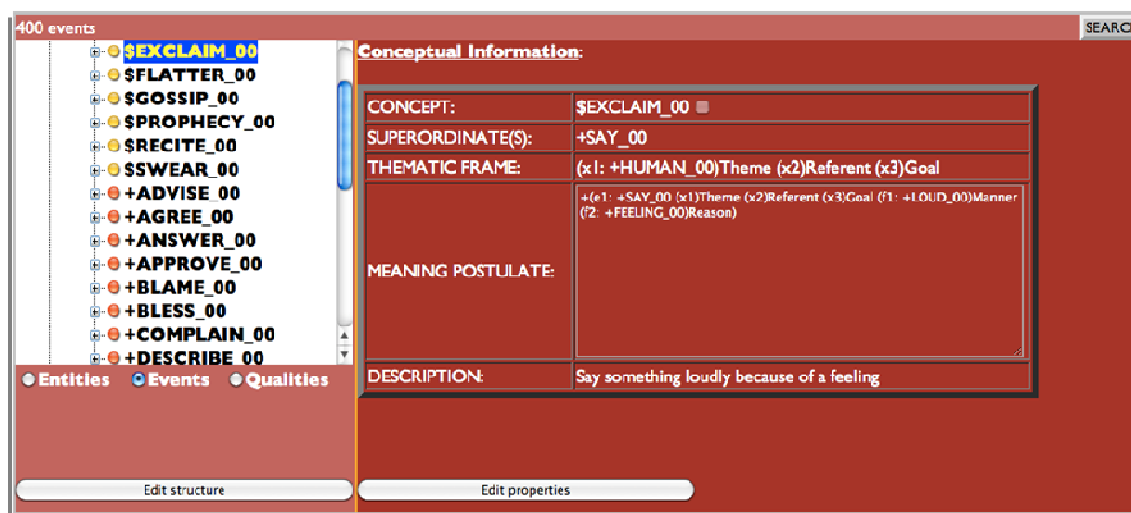 400 events
SEARC
$EXCLAIM_00
$FLATTER_00
$GOSSIP_00
$PROPHECY_00
$RECITE_00
$SWEAR_00
+ADVISE_00
+AGREE_00
+ANSWER_00
+APPROVE_00
+BLAME_00
+BLESS_00
+COMPLAIN_00
+DESCRIBE_00
Entities Events Qualities
Edit structure
Conceptual Information:
CONCEPT: $EXCLAIM_00
SUPERORDINATE(S): +SAY_00
THEMATIC FRAME: (x1: +HUMAN_00)Theme (x2)Referent (x3)Goal
MEANING POSTULATE:
+(e1: +SAY_00 (x1)Theme (x2)Referent (x3)Goal (f1: +LOUD_00)Manner
(f2: +FEELING_00)Reason)
DESCRIPTION: Say something loudly because of a feeling
Edit properties